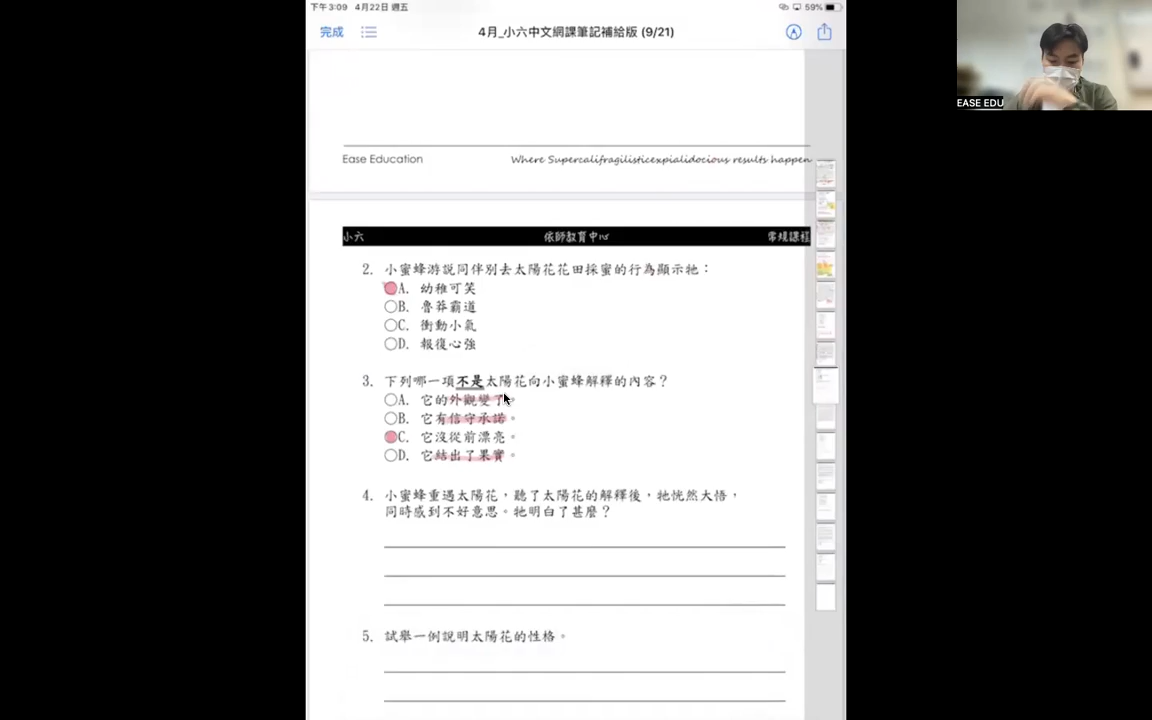 下午3:09 4月22日 週五
59%
完成
4月_小六中文網課筆記補給版 (9/21)
EASE EDU
Ease Education
Where Supercalifragilisticexpialidocious results happen
小六
依師教育中心
常規課程
2. 小蜜蜂游說同伴別去太陽花花田採蜜的行為顯示牠：
A. 幼稚可笑
B. 魯莽霸道
C. 衝動小氣
D. 報復心強
3. 下列哪一項不是太陽花向小蜜蜂解釋的內容？
A. 它的外觀變了。
B. 它有信守承諾。
C. 它沒從前漂亮。
D. 它結出了果實。
4. 小蜜蜂重遇太陽花，聽了太陽花的解釋後，牠恍然大悟，
同時感到不好意思。牠明白了甚麼？
5. 試舉一例說明太陽花的性格。